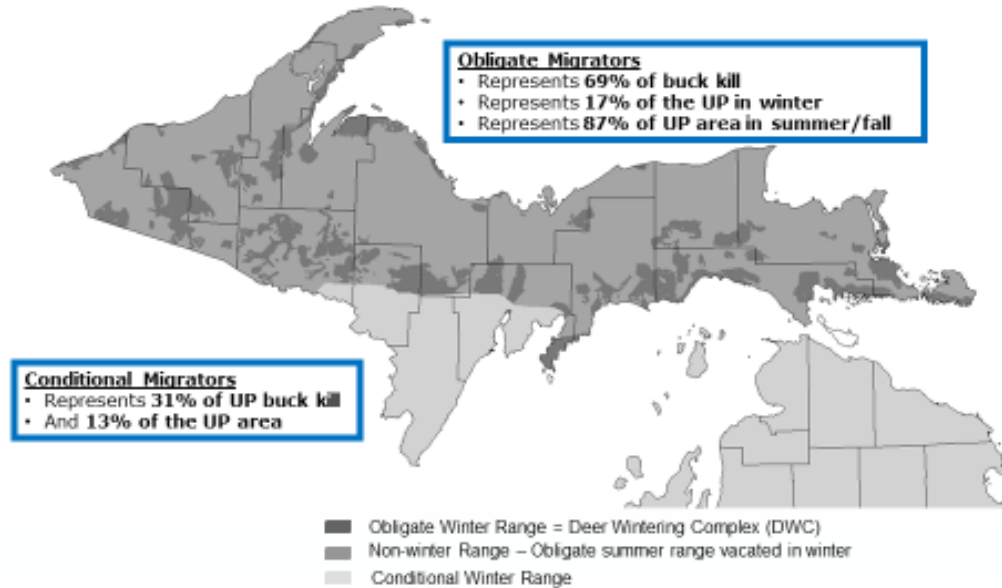 Obligate Migrators
• Represents 69% of buck kill
• Represents 17% of the UP in winter
• Represents 87% of UP area in summer/fall
Conditional Migrators
• Represents 31% of UP buck kill
• And 13% of the UP area
Obligate Winter Range = Deer Wintering Complex (DWC)
Non-winter Range – Obligate summer range vacated in winter
Conditional Winter Range